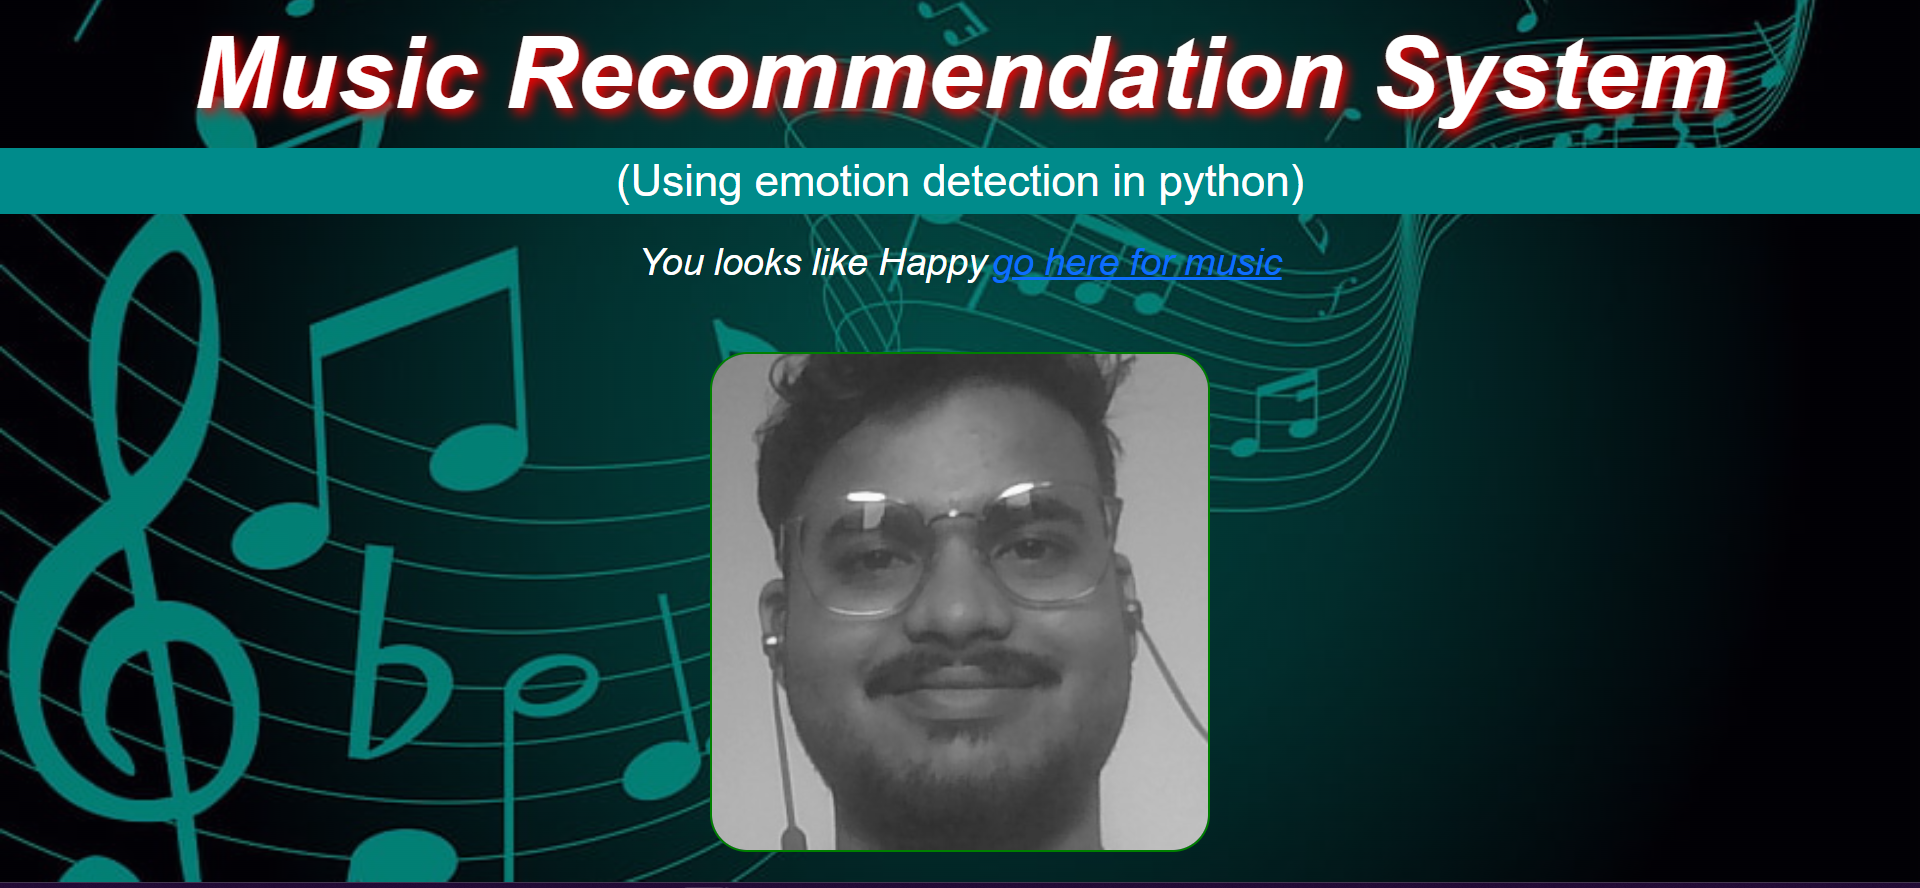 Music Recommendation System
(Using emotion detection in python)
You looks like Happy go here for music